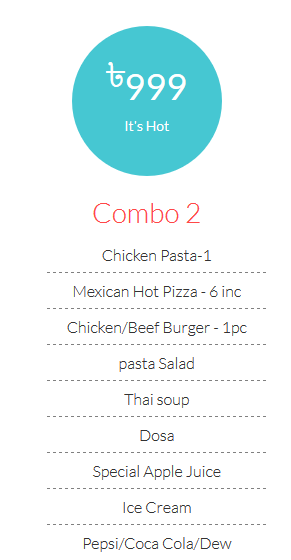 ৳999
It's Hot
Combo 2
Chicken Pasta-1
Mexican Hot Pizza - 6 inc
Chicken/Beef Burger - 1pc
pasta Salad
Thai soup
Dosa
Special Apple Juice
Ice Cream
Pepsi/Coca Cola/Dew